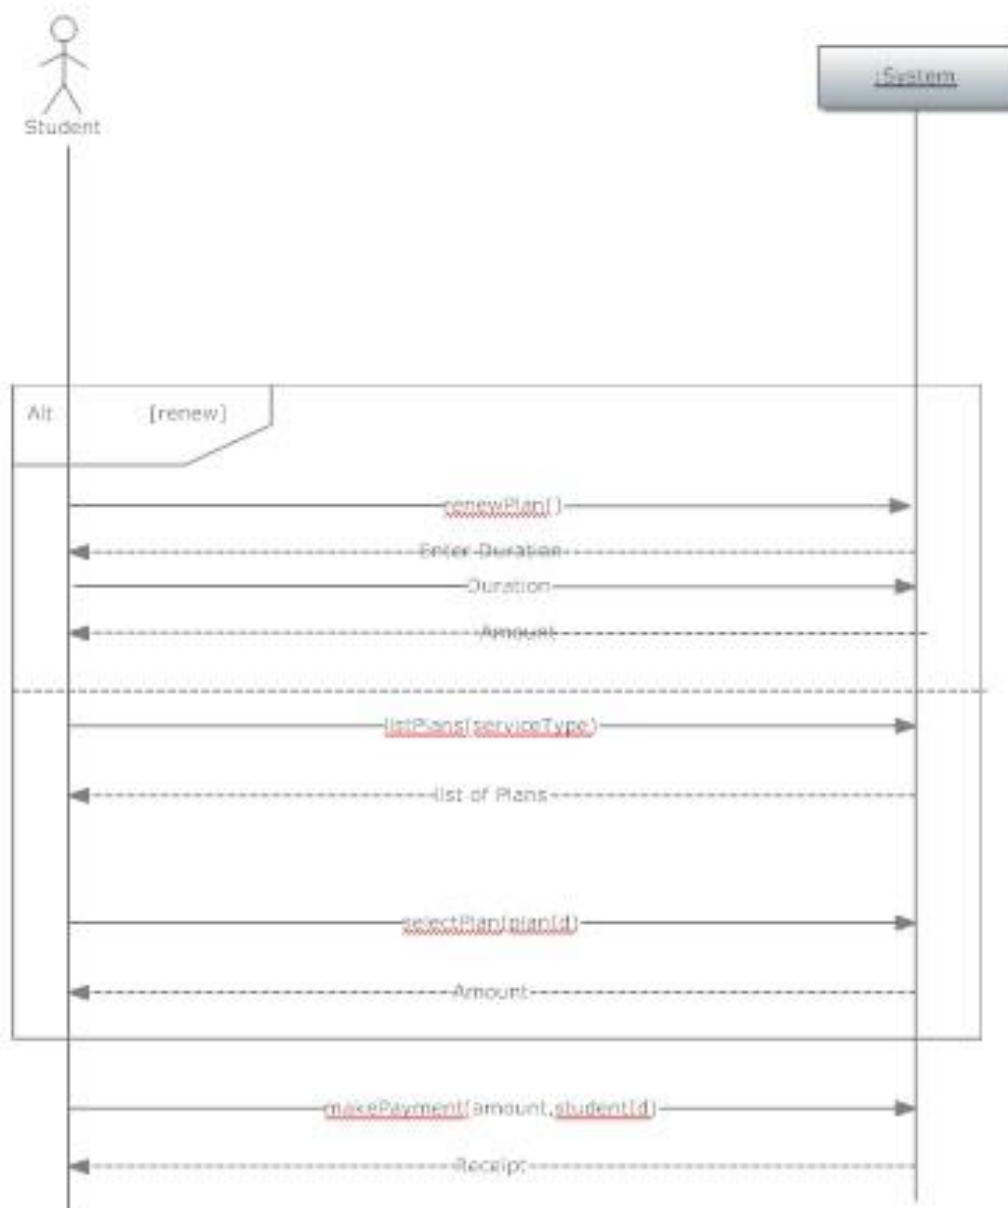 Student
:System
Alt [renew]
renewPlan()
Enter Duration
Duration
Amount
listPlans(serviceType)
list of Plans
selectPlan(planId)
Amount
makePayment(amount,studentId)
Receipt